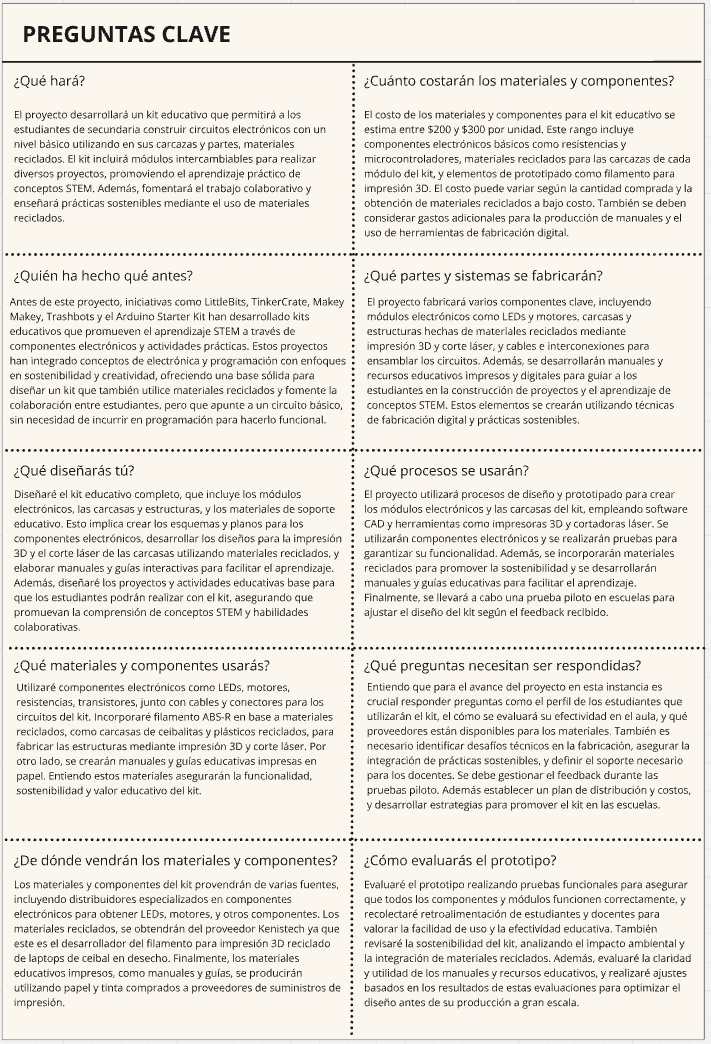 PREGUNTAS CLAVE
¿Qué hará?
El proyecto desarrollará un kit educativo que permitirá a los
estudiantes de secundaria construir circuitos electrónicos con un
nivel básico utilizando en sus carcazas y partes, materiales
reciclados. El kit incluirá módulos intercambiables para realizar
diversos proyectos, promoviendo el aprendizaje práctico de
conceptos STEM. Además, fomentará el trabajo colaborativo y
enseñará prácticas sostenibles mediante el uso de materiales
reciclados.
¿Cuánto costarán los materiales y componentes?
El costo de los materiales y componentes para el kit educativo se
estima entre $200 y $300 por unidad. Este rango incluye
componentes electrónicos básicos como resistencias y
microcontroladores, materiales reciclados para las carcazas de cada
módulo del kit, y elementos de prototipado como filamento para
impresión 3D. El costo puede variar según la cantidad comprada y la
obtención de materiales reciclados a bajo costo. También se deben
considerar gastos adicionales para la producción de manuales y el
uso de herramientas de fabricación digital.
¿Quién ha hecho qué antes?
Antes de este proyecto, iniciativas como LittleBits, TinkerCrate, Makey
Makey, Trashbots y el Arduino Starter Kit han desarrollado kits
educativos que promueven el aprendizaje STEM a través de
componentes electrónicos y actividades prácticas. Estos proyectos
han integrado conceptos de electrónica y programación con enfoques
en sostenibilidad y creatividad, ofreciendo una base sólida para
diseñar un kit que también utilice materiales reciclados y fomente la
colaboración entre estudiantes, pero que apunte a un circuito básico,
sin necesidad de incurrir en programación para hacerlo funcional.
¿Qué partes y sistemas se fabricarán?
El proyecto fabricará varios componentes clave, incluyendo
módulos electrónicos como LEDs y motores, carcasas y
estructuras hechas de materiales reciclados mediante
impresión 3D y corte láser, y cables e interconexiones para
ensamblar los circuitos. Además, se desarrollarán manuales y
recursos educativos impresos y digitales para guiar a los
estudiantes en la construcción de proyectos y el aprendizaje de
conceptos STEM. Estos elementos se crearán utilizando técnicas
de fabricación digital y prácticas sostenibles.
¿Qué diseñarás tú?
Diseñaré el kit educativo completo, que incluye los módulos
electrónicos, las carcasas y estructuras, y los materiales de soporte
educativo. Esto implica crear los esquemas y planos para los
componentes electrónicos, desarrollar los diseños para la impresión
3D y el corte láser de las carcasas utilizando materiales reciclados, y
elaborar manuales y guías interactivas para facilitar el aprendizaje.
Además, diseñaré los proyectos y actividades educativas base para
que los estudiantes podrán realizar con el kit, asegurando que
promuevan la comprensión de conceptos STEM y habilidades
colaborativas.
¿Qué procesos se usarán?
El proyecto utilizará procesos de diseño y prototipado para crear
los módulos electrónicos y las carcasas del kit, empleando software
CAD y herramientas como impresoras 3D y cortadoras láser. Se
utilizarán componentes electrónicos y se realizarán pruebas para
garantizar su funcionalidad. Además, se incorporarán materiales
reciclados para promover la sostenibilidad y se desarrollarán
manuales y guías educativas para facilitar el aprendizaje.
Finalmente, se llevará a cabo una prueba piloto en escuelas para
ajustar el diseño del kit según el feedback recibido.
¿Qué materiales y componentes usarás?
Utilizaré componentes electrónicos como LEDs, motores,
resistencias, transistores, junto con cables y conectores para los
circuitos del kit. Incorporaré filamento ABS-R en base a materiales
reciclados, como carcasas de ceibalitas y plásticos reciclados, para
fabricar las estructuras mediante impresión 3D y corte láser. Por
otro lado, se crearán manuales y guías educativas impresas en
papel. Entiendo estos materiales asegurarán la funcionalidad,
sostenibilidad y valor educativo del kit.
¿Qué preguntas necesitan ser respondidas?
Entiendo que para el avance del proyecto en esta instancia es
crucial responder preguntas como el perfil de los estudiantes que
utilizarán el kit, el cómo se evaluará su efectividad en el aula, y qué
proveedores están disponibles para los materiales. También es
necesario identificar desafíos técnicos en la fabricación, asegurar la
integración de prácticas sostenibles, y definir el soporte necesario
para los docentes. Se debe gestionar el feedback durante las
pruebas piloto. Además establecer un plan de distribución y costos,
y desarrollar estrategias para promover el kit en las escuelas.
¿De dónde vendrán los materiales y componentes?
Los materiales y componentes del kit provendrán de varias fuentes,
incluyendo distribuidores especializados en componentes
electrónicos para obtener LEDs, motores, y otros componentes. Los
materiales reciclados, se obtendrán del proveedor Kenistech ya que
este es el desarrollador del filamento para impresión 3D reciclado
de laptops de ceibal en desecho. Finalmente, los materiales
educativos impresos, como manuales y guías, se producirán
utilizando papel y tinta comprados a proveedores de suministros de
impresión.
¿Cómo evaluarás el prototipo?
Evaluaré el prototipo realizando pruebas funcionales para asegurar
que todos los componentes y módulos funcionen correctamente, y
recolectaré retroalimentación de estudiantes y docentes para
valorar la facilidad de uso y la efectividad educativa. También
revisaré la sostenibilidad del kit, analizando el impacto ambiental y
la integración de materiales reciclados. Además, evaluaré la claridad
y utilidad de los manuales y recursos educativos, y realizaré ajustes
basados en los resultados de estas evaluaciones para optimizar el
diseño antes de su producción a gran escala.